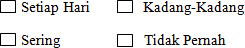 Setiap Hari Kadang-Kadang
Sering Tidak Pernah